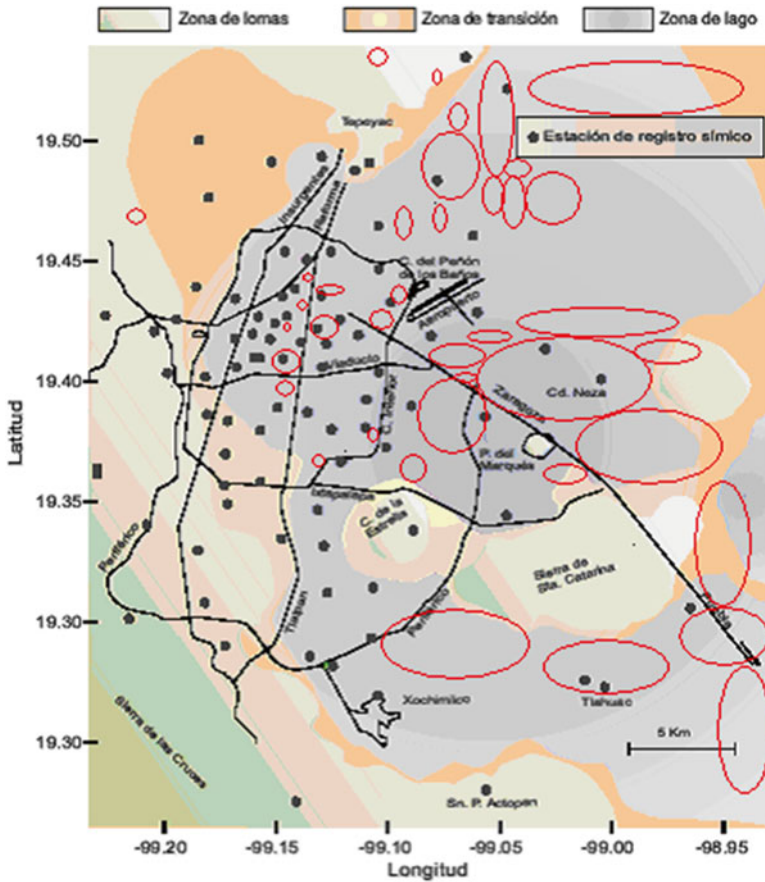 Zona de lomas
Zona de transición
Zona de lago
Estación de registro símico
Tepeyac
Insurgentes
Reforma
C. del Peñón
de los Baños
Aeropuerto
Viaducto
C. Interior
Zaragoza
Cd. Neza
P. del
Marqués
Ixtapalapa
C. de la
Estrella
Periférico
Sierra de
Sta. Catarina
Tlalpan
Periférico
Puebla
Xochimilco
Tlahuac
Sierra de las Cruces
5 Km
Sn. P. Actopan
Latitud
19.50
19.45
19.40
19.35
19.30
19.30
-99.20
-99.15
-99.10
-99.05
-99.00
-98.95
Longitud